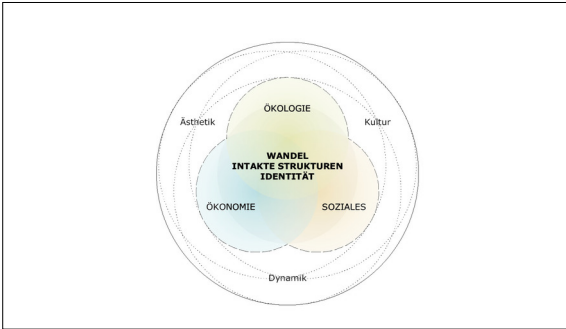 ÖKOLOGIE
Ästhetik
Kultur
WANDEL
INTAKTE STRUKTUREN
IDENTITÄT
ÖKONOMIE
SOZIALES
Dynamik